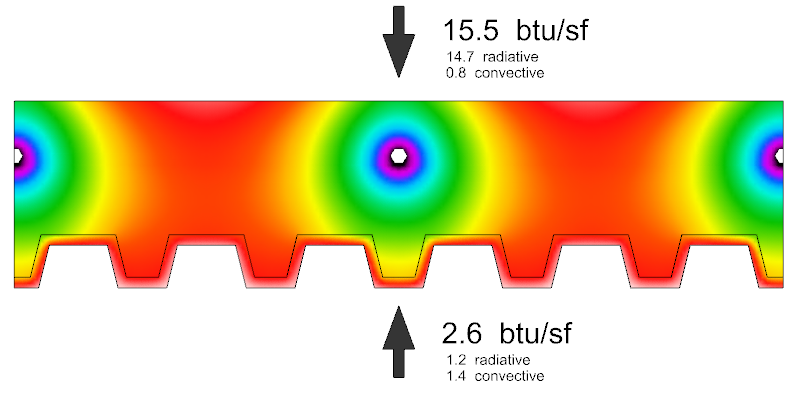 15.5 btu/sf
14.7 radiative
0.8 convective
2.6 btu/sf
1.2 radiative
1.4 convective